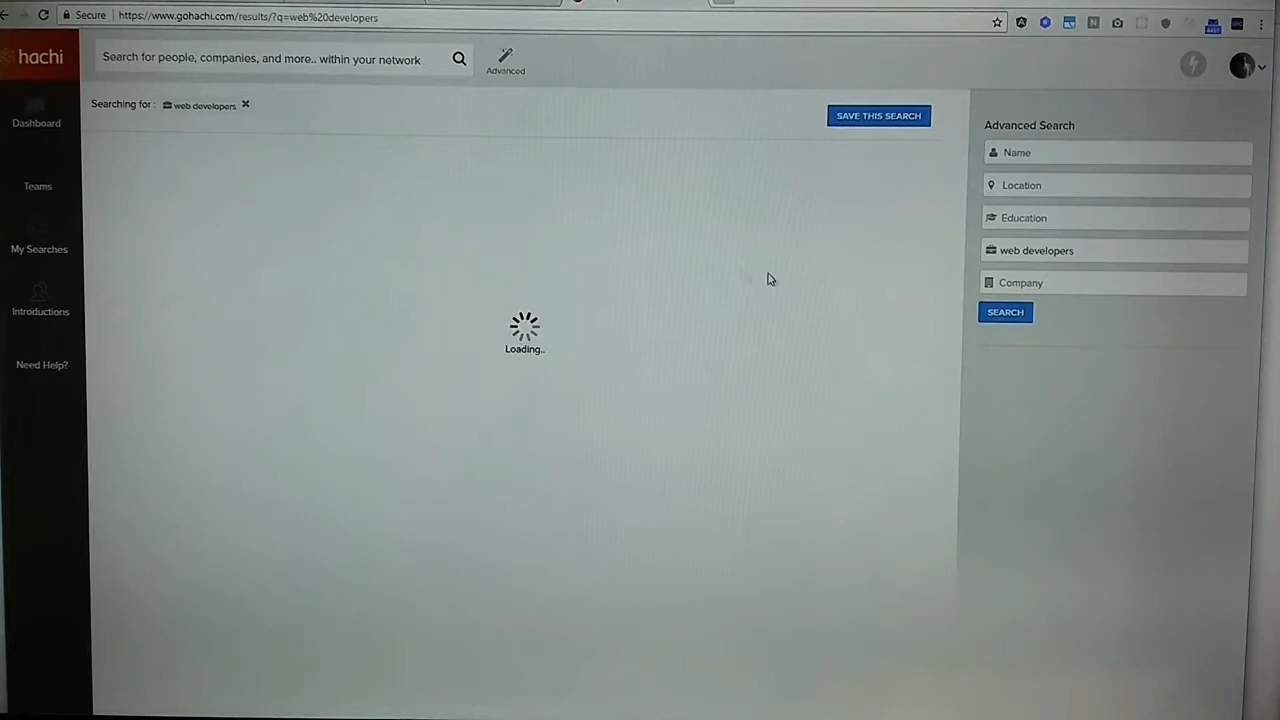 Secure
https://www.gohachi.com/results/?q=web%20developers
hachi
Search for people, companies, and more.. within your network
Advanced
Searching for :
web developers
SAVE THIS SEARCH
Advanced Search
Name
Location
Education
web developers
Company
SEARCH
Dashboard
Teams
My Searches
Introductions
Need Help?
Loading..